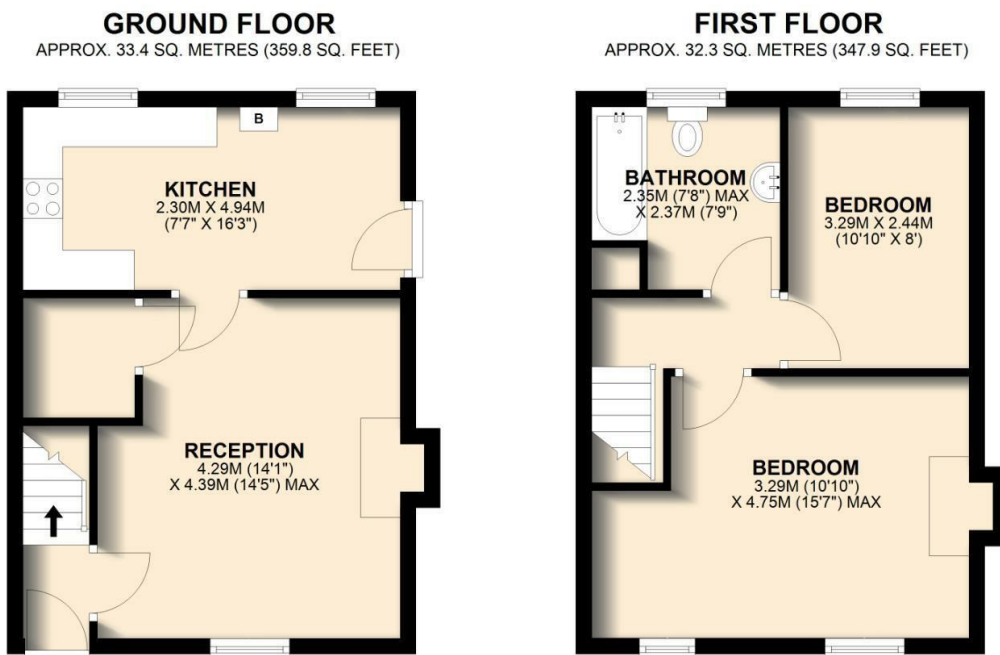 GROUND FLOOR
APPROX. 33.4 SQ. METRES (359.8 SQ. FEET)
B
KITCHEN
2.30M X 4.94M
(7'7" X 16'3")
RECEPTION
4.29M (14'1")
X 4.39M (14'5") MAX
FIRST FLOOR
APPROX. 32.3 SQ. METRES (347.9 SQ. FEET)
BATHROOM
2.35M (7'8") MAX
X 2.37M (7'9")
BEDROOM
3.29M X 2.44M
(10'10" X 8')
BEDROOM
3.29M (10'10")
X 4.75M (15'7") MAX